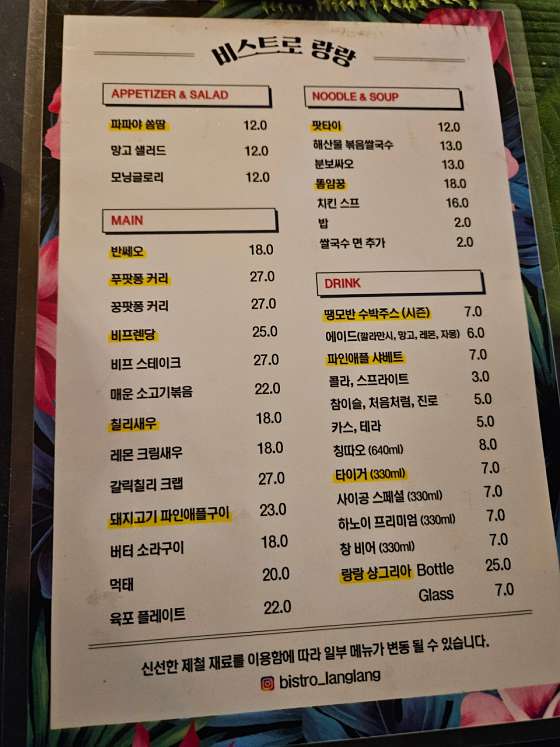 비스트로 랑랑
APPETIZER & SALAD
파파야 쏨땀 12.0
망고 샐러드 12.0
모닝글로리 12.0
MAIN
반쎄오 18.0
푸팟퐁 커리 27.0
꿍팟퐁 커리 27.0
비프렌당 25.0
비프 스테이크 27.0
매운 소고기볶음 22.0
칠리새우 18.0
레몬 크림새우 18.0
갈릭칠리 크랩 27.0
돼지고기 파인애플구이 23.0
버터 소라구이 18.0
먹태 20.0
육포 플레이트 22.0
NOODLE & SOUP
팟타이 12.0
해산물 볶음쌀국수 13.0
분보싸오 13.0
똠얌꿍 18.0
치킨 스프 16.0
밥 2.0
쌀국수 면 추가 2.0
DRINK
땡모반 수박주스 (시즌) 7.0
에이드(깔라만시, 망고, 레몬, 자몽) 6.0
파인애플 샤베트 7.0
콜라, 스프라이트 3.0
참이슬, 처음처럼, 진로 5.0
카스, 테라 5.0
칭따오 (640ml) 8.0
타이거 (330ml) 7.0
사이공 스페셜 (330ml) 7.0
하노이 프리미엄 (330ml) 7.0
창 비어 (330ml) 7.0
랑랑 상그리아 Bottle 25.0
Glass 7.0
신선한 제철 재료를 이용함에 따라 일부 메뉴가 변동 될 수 있습니다.
bistro_langlang